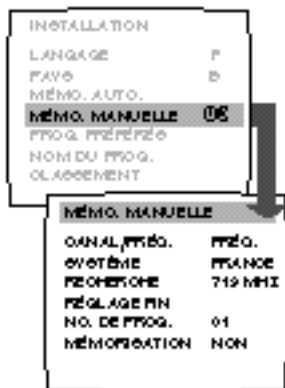 INSTALLATION
LANGAGE F
PAYS B
MÉMO. AUTO.
MÉMO. MANUELLE OK
PROG. PRÉFÉRÉS
NOM DU PROG.
CLASSEMENT
MÉMO. MANUELLE
CANAL/FRÉQ. FRÉQ.
SYSTÈME FRANCE
RECHERCHE 719 MHZ
RÉGLAGE FIN
NO. DE PROG. 01
MÉMORISATION NON